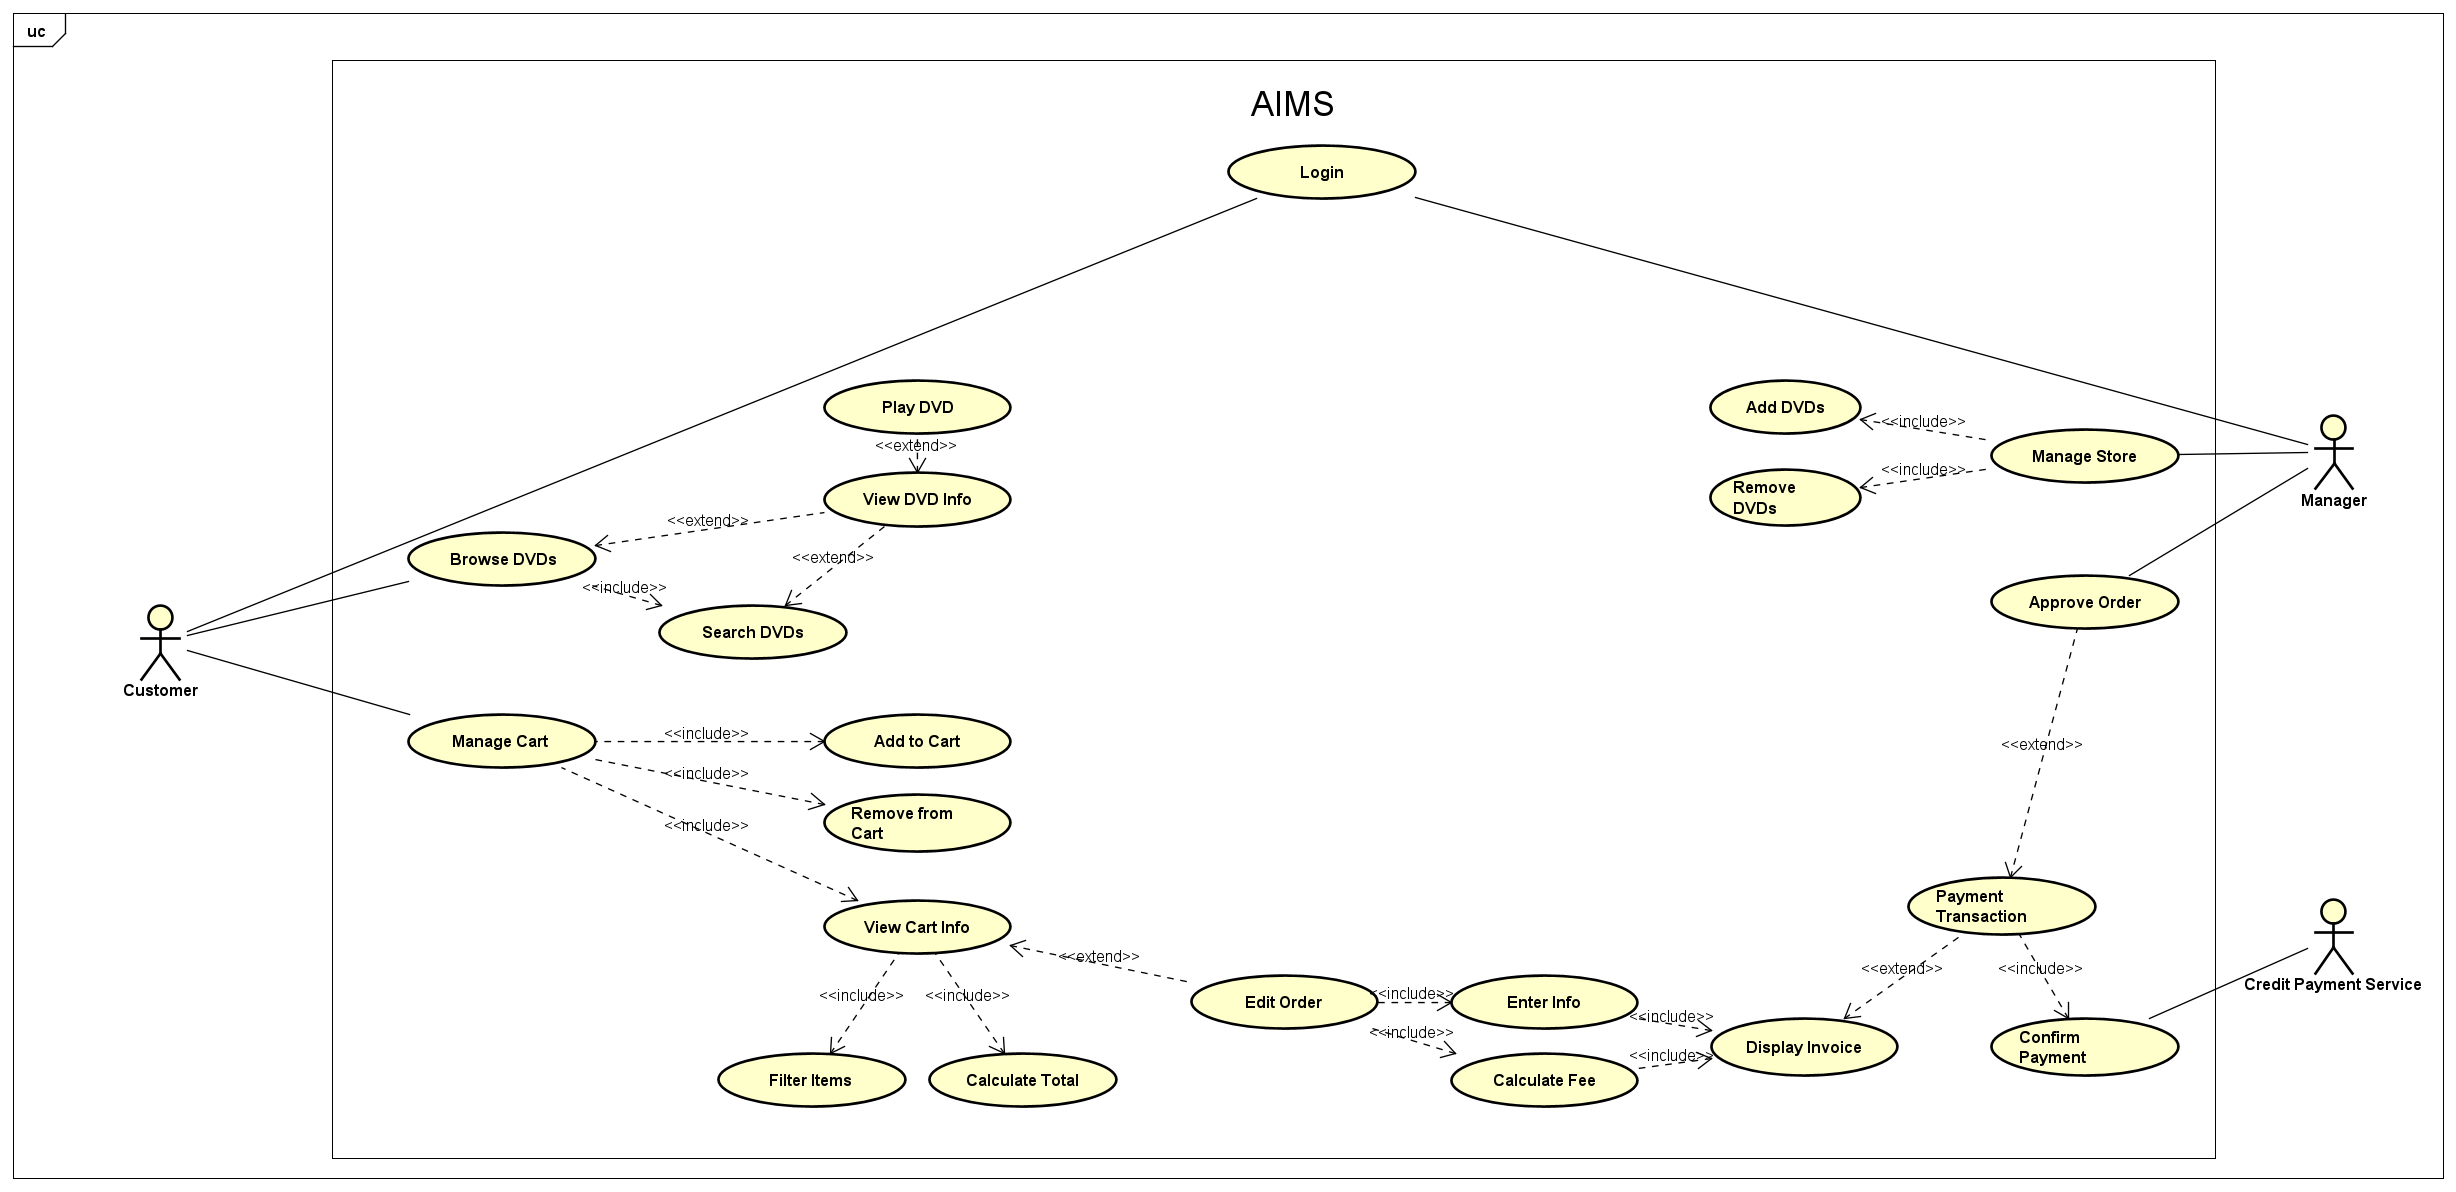 uc
AIMS
Login
Play DVD
<<extend>>
View DVD Info
<<extend>>
Browse DVDs
<<extend>>
<<include>>
Search DVDs
Customer
Add DVDs
<<include>>
Manage Store
<<include>>
Remove
DVDs
Manager
Approve Order
<<extend>>
Manage Cart
<<include>>
Add to Cart
<<include>>
Remove from
Cart
<<include>>
View Cart Info
<<extend>>
<<include>>
<<include>>
Filter Items
Calculate Total
Edit Order
<<include>>
Enter Info
<<include>>
<<include>>
<<include>>
Calculate Fee
Display Invoice
Payment
Transaction
<<extend>>
<<include>>
Confirm
Payment
Credit Payment Service